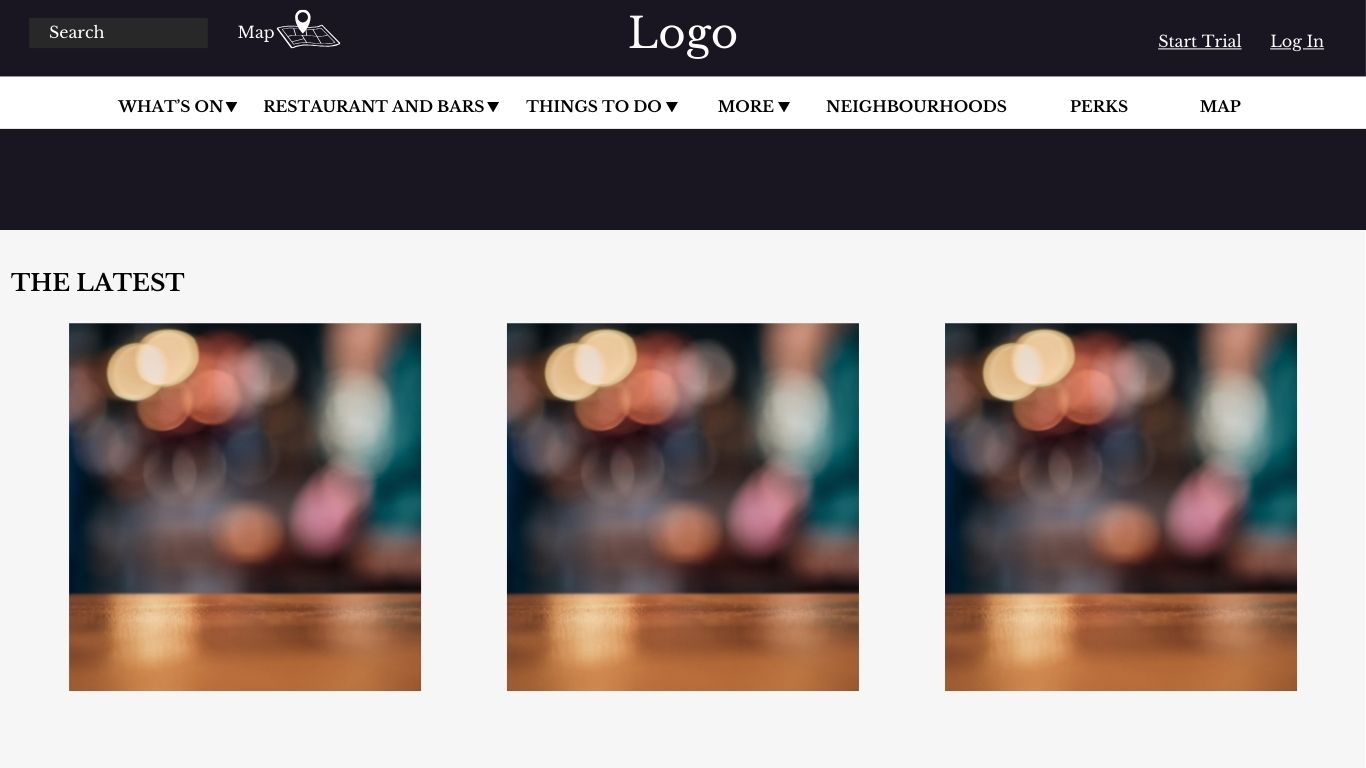 Search
Map
Logo
Start Trial
Log In
WHAT’S ON▼
RESTAURANT AND BARS▼
THINGS TO DO ▼
MORE ▼
NEIGHBOURHOODS
PERKS
MAP
THE LATEST